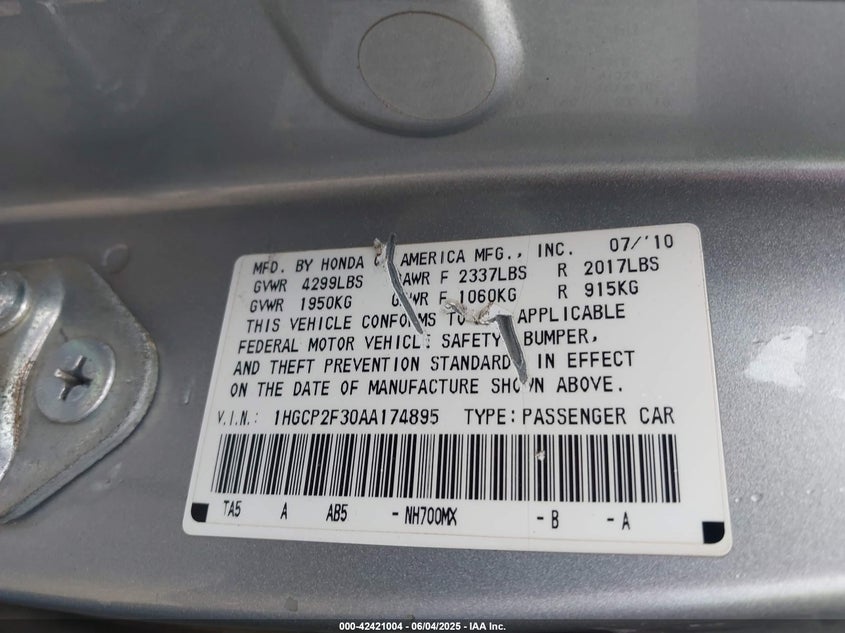 MFD. BY HONDA AMERICA MFG., INC. 07/'10
GVWR 4299LBS GAWR F 2337LBS R 2017LBS
GVWR 1950KG GAWR F 1060KG R 915KG
THIS VEHICLE CONFORMS TO APPLICABLE
FEDERAL MOTOR VEHICLE SAFETY, BUMPER,
AND THEFT PREVENTION STANDARDS IN EFFECT
ON THE DATE OF MANUFACTURE SHOWN ABOVE.
V.I.N.: 1HGCP2F30AA174895 TYPE: PASSENGER CAR
TA5 A AB5 - NH700MX - B - A
000-42421004 | 06/04/2025 - IAA Inc.